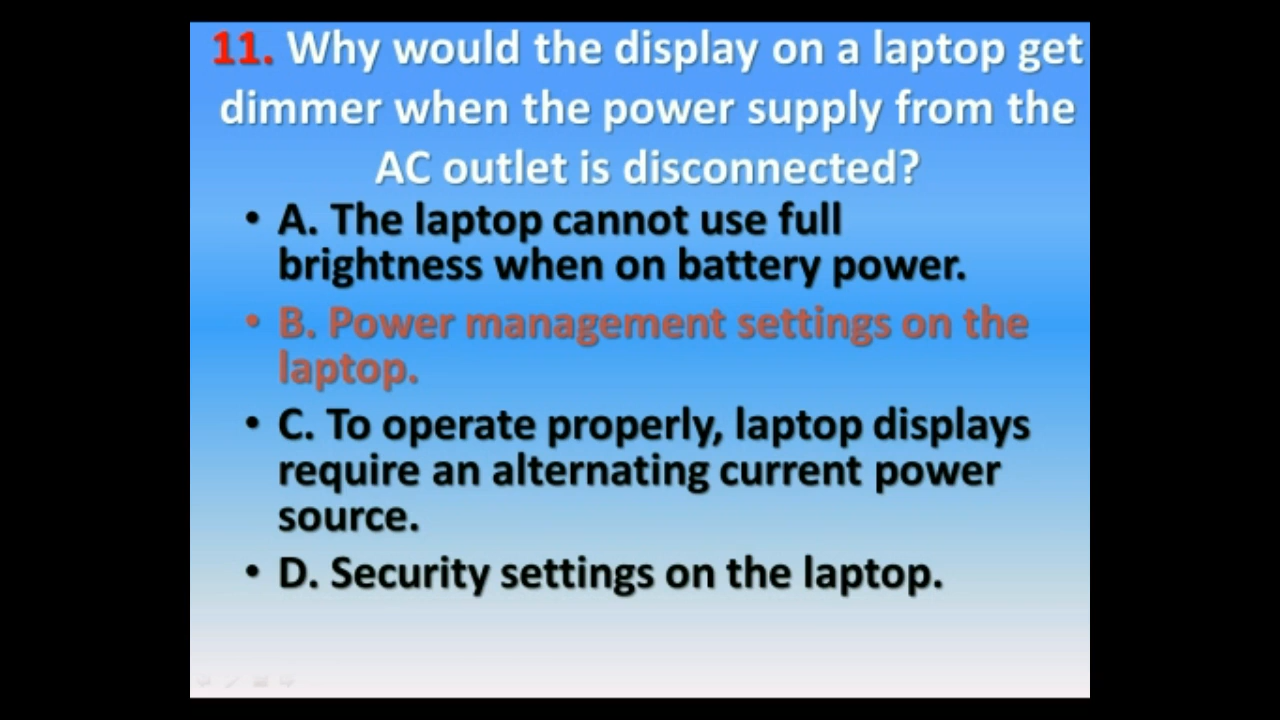 11. Why would the display on a laptop get
dimmer when the power supply from the
AC outlet is disconnected?
• A. The laptop cannot use full
brightness when on battery power.
• B. Power management settings on the
laptop.
• C. To operate properly, laptop displays
require an alternating current power
source.
• D. Security settings on the laptop.